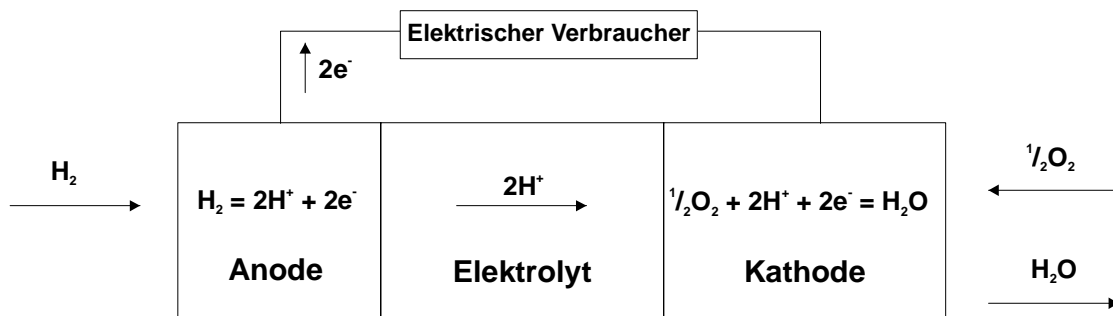 Elektrischer Verbraucher
2e⁻
H₂
2H⁺
¹/₂O₂
H₂ = 2H⁺ + 2e⁻
¹/₂O₂ + 2H⁺ + 2e⁻ = H₂O
Anode
Elektrolyt
Kathode
H₂O